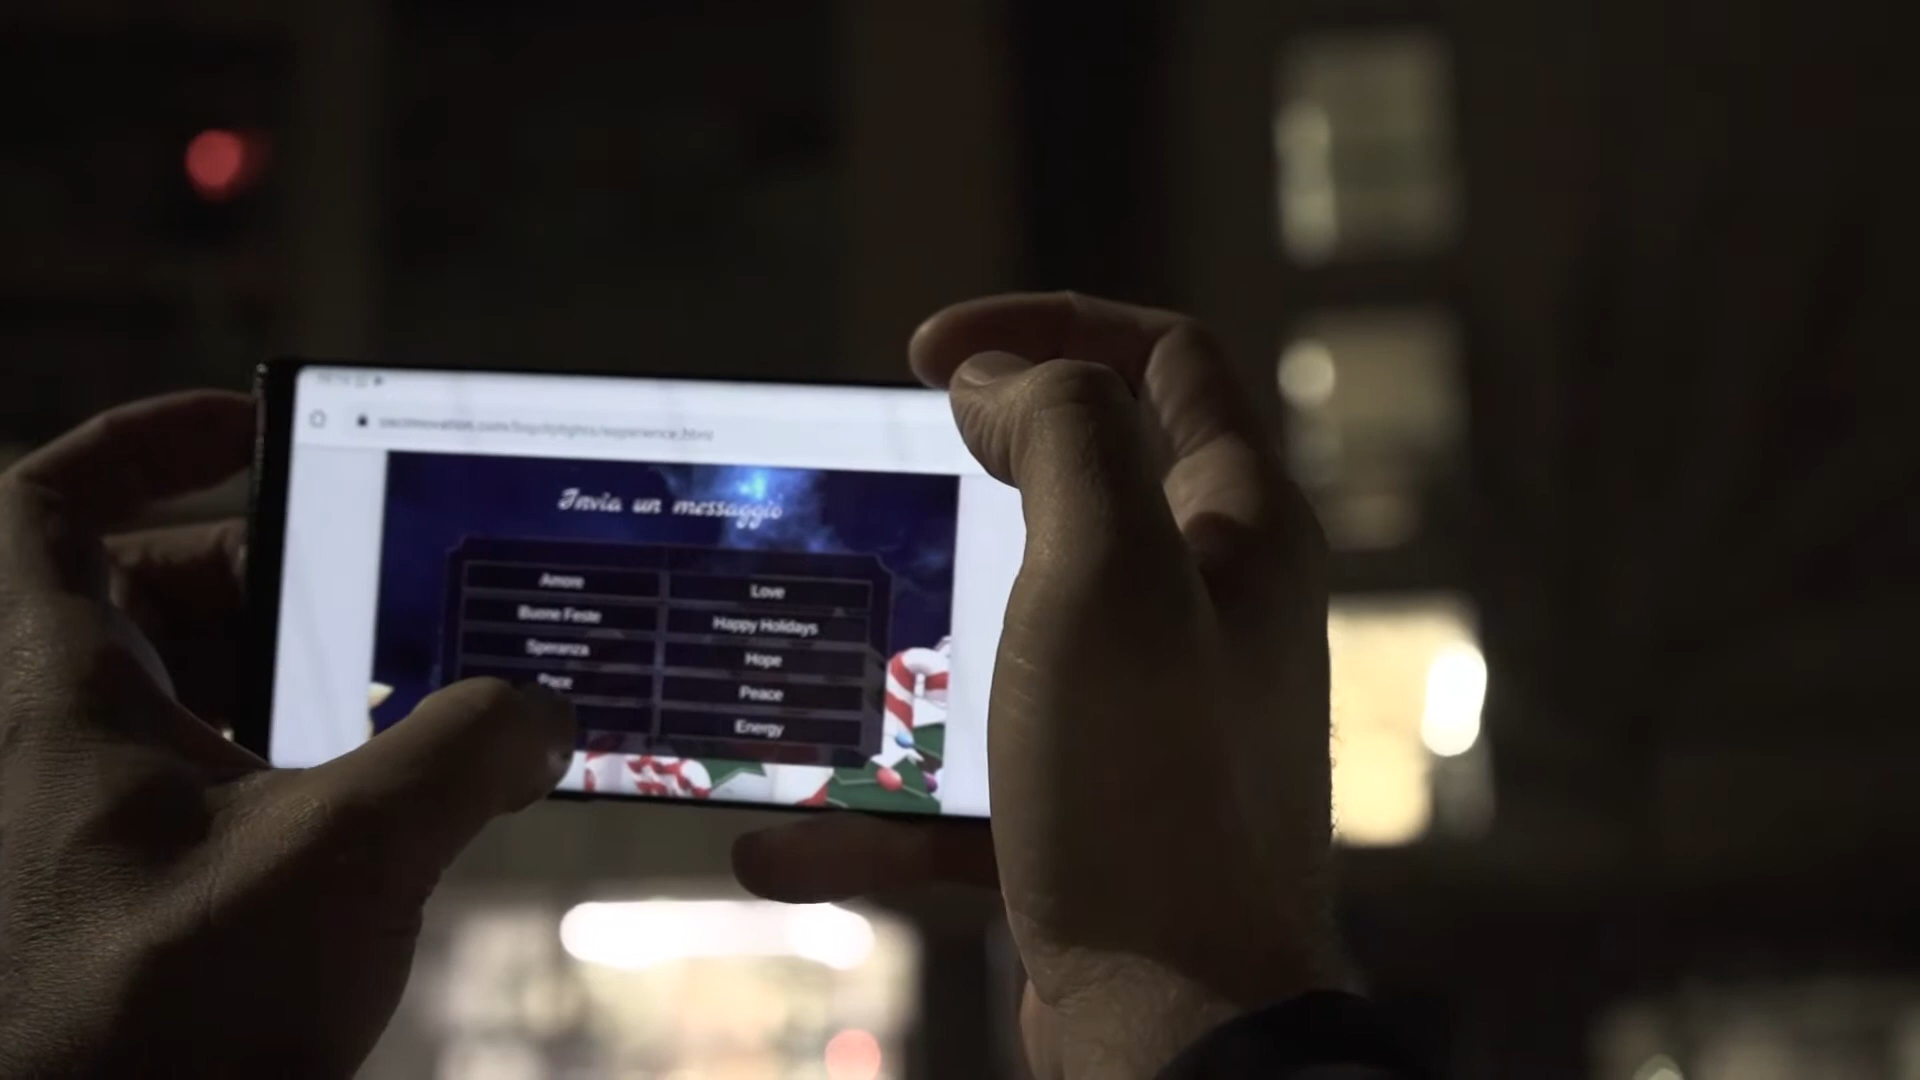 Invia un messaggio
Amore
Love
Buone Feste
Happy Holidays
Speranza
Hope
Pace
Peace
Energy